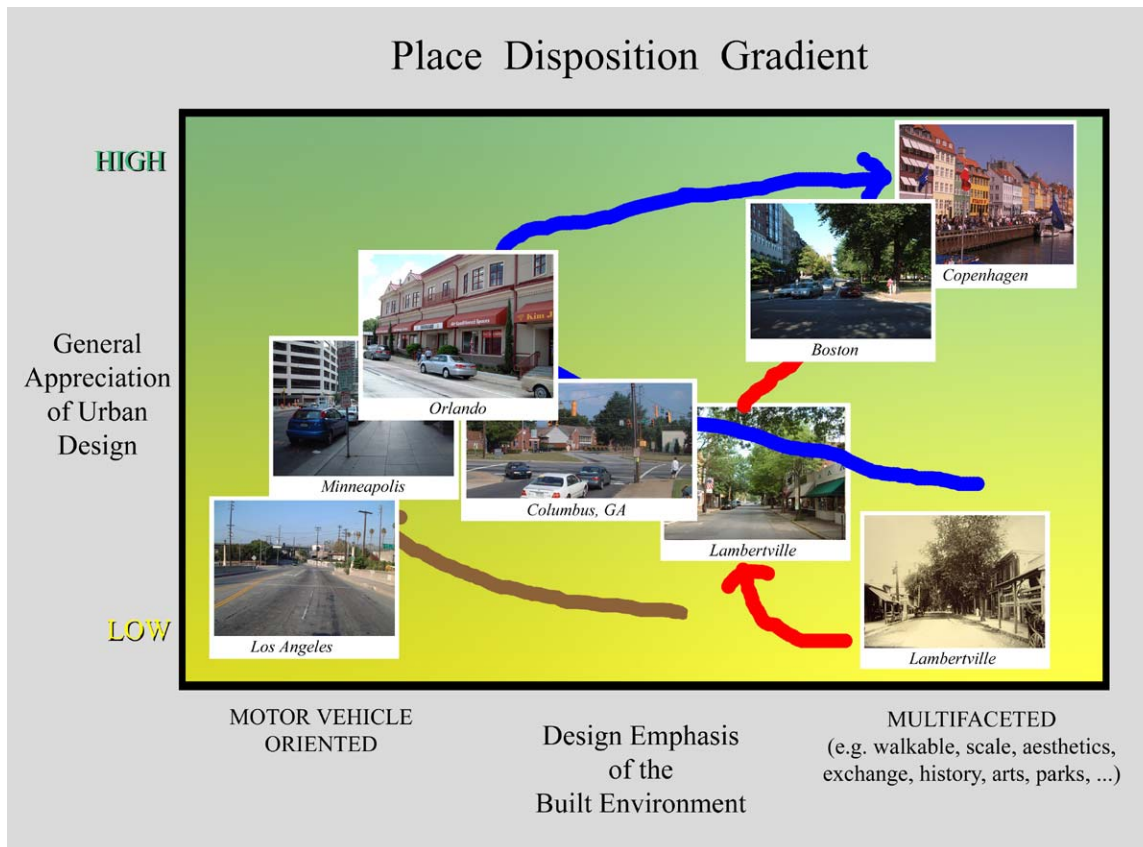 Place Disposition Gradient
HIGH
General
Appreciation
of Urban
Design
LOW
Copenhagen
Boston
Orlando
Minneapolis
Columbus, GA
Lambertville
Los Angeles
Lambertville
MOTOR VEHICLE
ORIENTED
Design Emphasis
of the
Built Environment
MULTIFACETED
(e.g. walkable, scale, aesthetics,
exchange, history, arts, parks, ...)